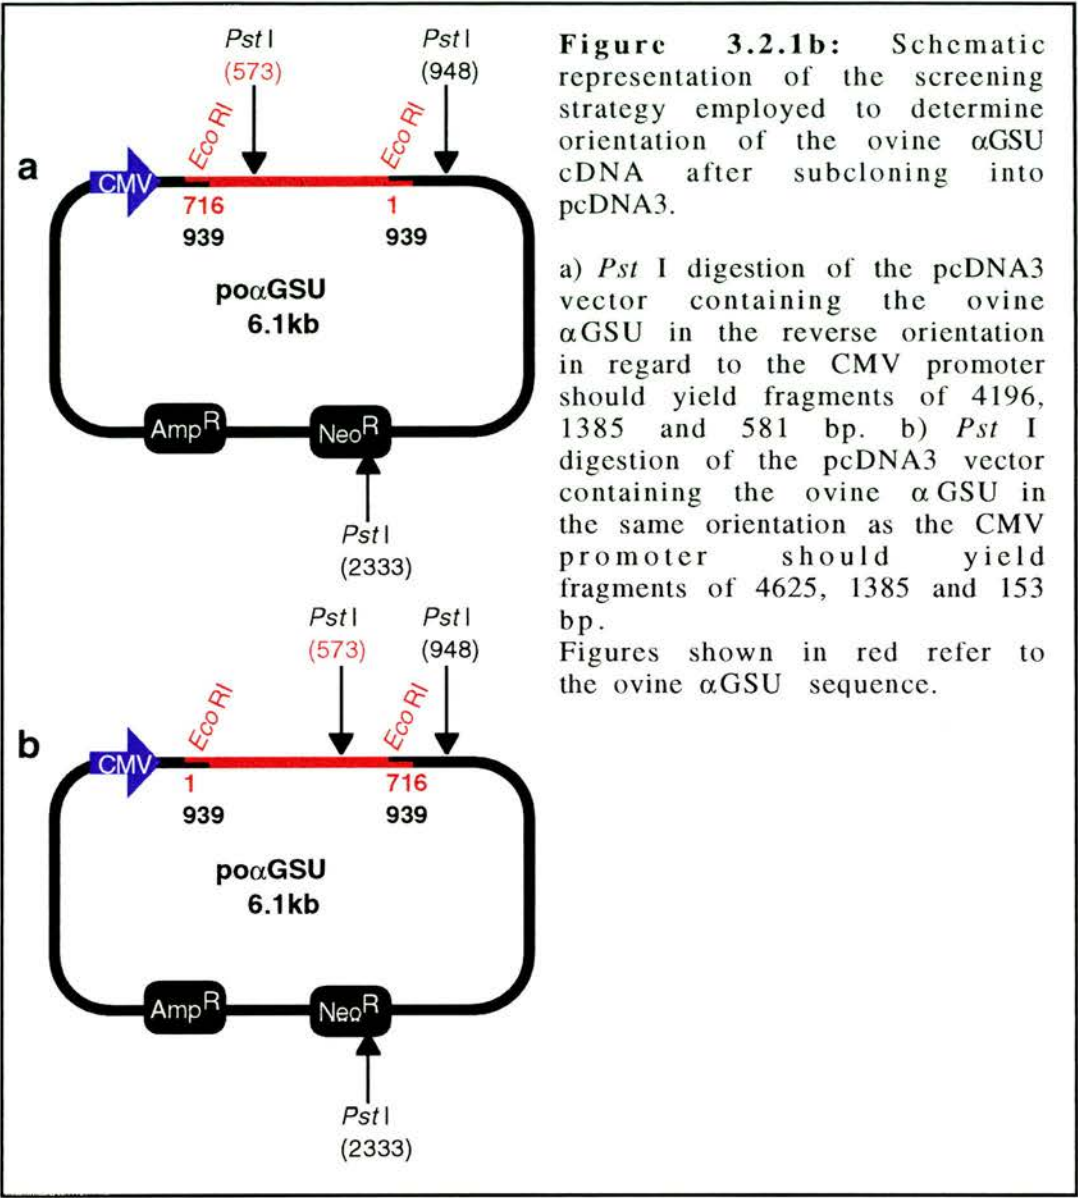 Pst I
(573)
Pst I
(948)
Eco RI
Eco RI
a
CMV
716
1
939
939
poαGSU
6.1kb
AmpR
NeoR
Pst I
(2333)
Pst I
(573)
Pst I
(948)
Eco RI
Eco RI
b
CMV
1
716
939
939
poαGSU
6.1kb
AmpR
NeoR
Pst I
(2333)
Figure 3.2.1b: Schematic
representation of the screening
strategy employed to determine
orientation of the ovine αGSU
cDNA after subcloning into
pcDNA3.
a) Pst I digestion of the pcDNA3
vector containing the ovine
αGSU in the reverse orientation
in regard to the CMV promoter
should yield fragments of 4196,
1385 and 581 bp. b) Pst I
digestion of the pcDNA3 vector
containing the ovine αGSU in
the same orientation as the CMV
promoter should yield
fragments of 4625, 1385 and 153
bp.
Figures shown in red refer to
the ovine αGSU sequence.